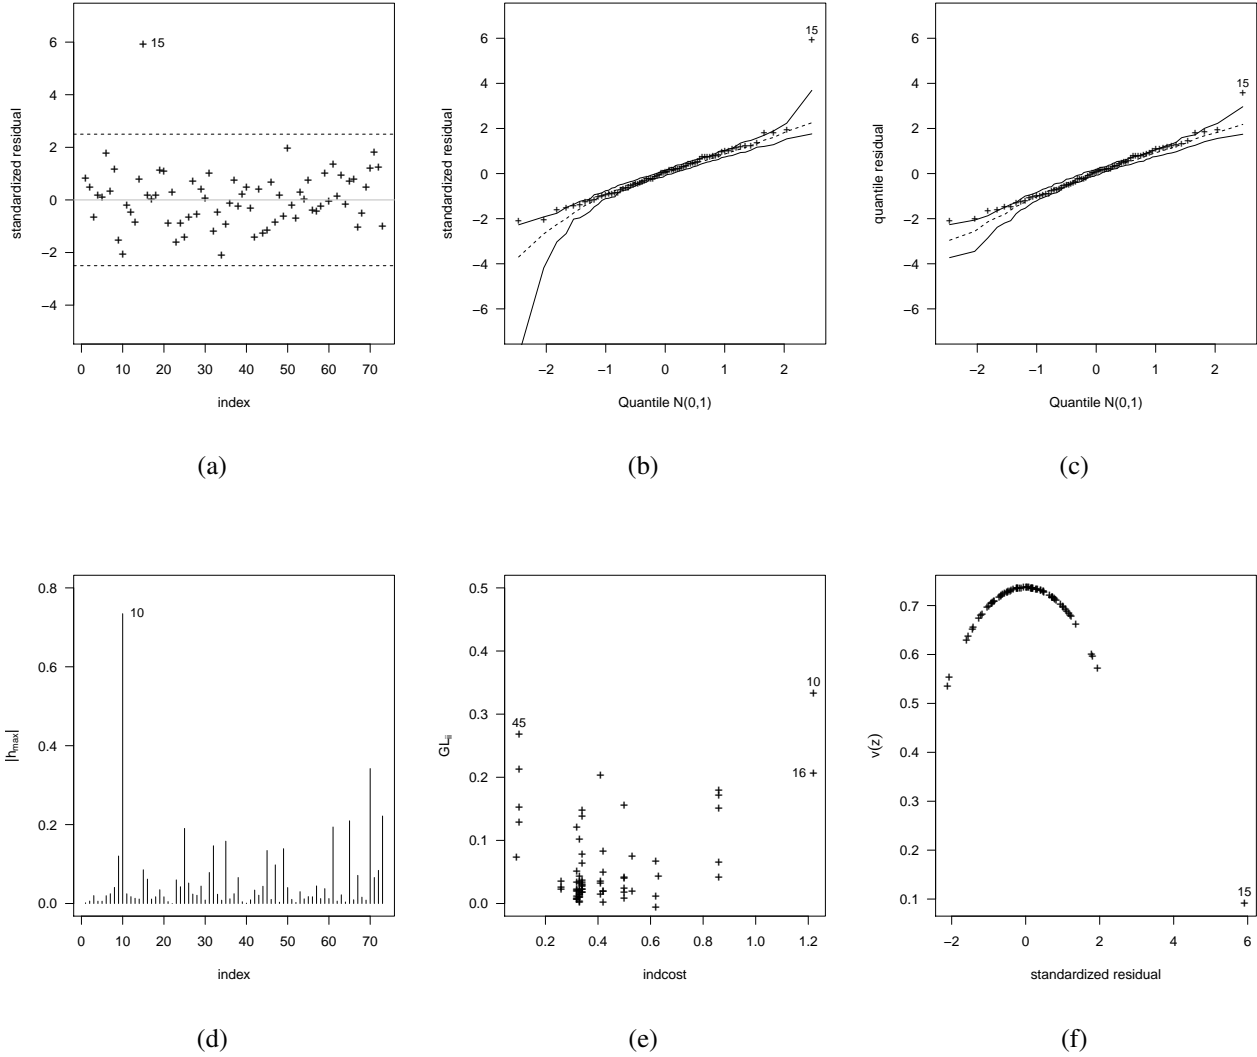 6
4
2
0
−2
−4
0 10 20 30 40 50 60 70
index
standardized residual
15
(a)
6
4
2
0
−2
−4
−6
−2 −1 0 1 2
Quantile N(0,1)
standardized residual
15
(b)
6
4
2
0
−2
−4
−6
−2 −1 0 1 2
Quantile N(0,1)
quantile residual
15
(c)
0.8
0.6
0.4
0.2
0.0
0 10 20 30 40 50 60 70
index
|hmax|
10
(d)
0.5
0.4
0.3
0.2
0.1
0.0
0.2 0.4 0.6 0.8 1.0 1.2
indcost
GLii
45
10
16
(e)
0.7
0.6
0.5
0.4
0.3
0.2
0.1
−2 0 2 4 6
standardized residual
v(z)
15
(f)